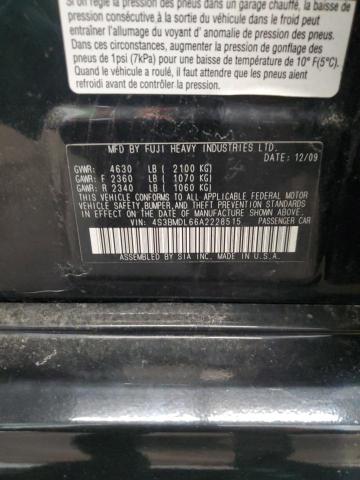 Si on règle la pression des pneus dans un garage chauffé, la baisse de
pression consécutive à la sortie du véhicule dans le froid peut
entraîner l'allumage du voyant d' anomalie de pression des pneus.
Dans ces circonstances, augmenter la pression de gonflage
des pneus de 1psi (7kPa) pour une baisse de température de 10° F(5°C).
Quand le véhicule a roulé, il faut attendre que les pneus aient refroidi
avant de contrôler la pression.
MFD BY FUJI HEAVY INDUSTRIES LTD.
DATE: 12/09
GVWR: 4630 LB ( 2100 KG)
GAWR: F 2360 LB ( 1070 KG)
GAWR: R 2340 LB ( 1060 KG)
THIS VEHICLE CONFORMS TO ALL APPLICABLE FEDERAL MOTOR
VEHICLE SAFETY,BUMPER,AND THEFT PREVENTION STANDARDS IN
EFFECT ON THE DATE OF MANUFACTURE SHOWN ABOVE.
VIN: 4S3BMDL66A2228515 PASSENGER CAR
ASSEMBLED BY SIA INC. MADE IN U.S.A.